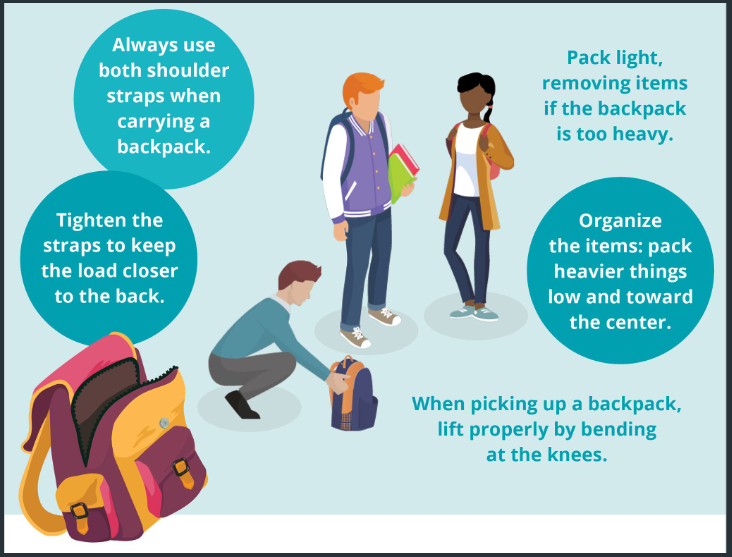 Always use
both shoulder
straps when
carrying a
backpack.
Tighten the
straps to keep
the load closer
to the back.
Pack light,
removing items
if the backpack
is too heavy.
Organize
the items: pack
heavier things
low and toward
the center.
When picking up a backpack,
lift properly by bending
at the knees.